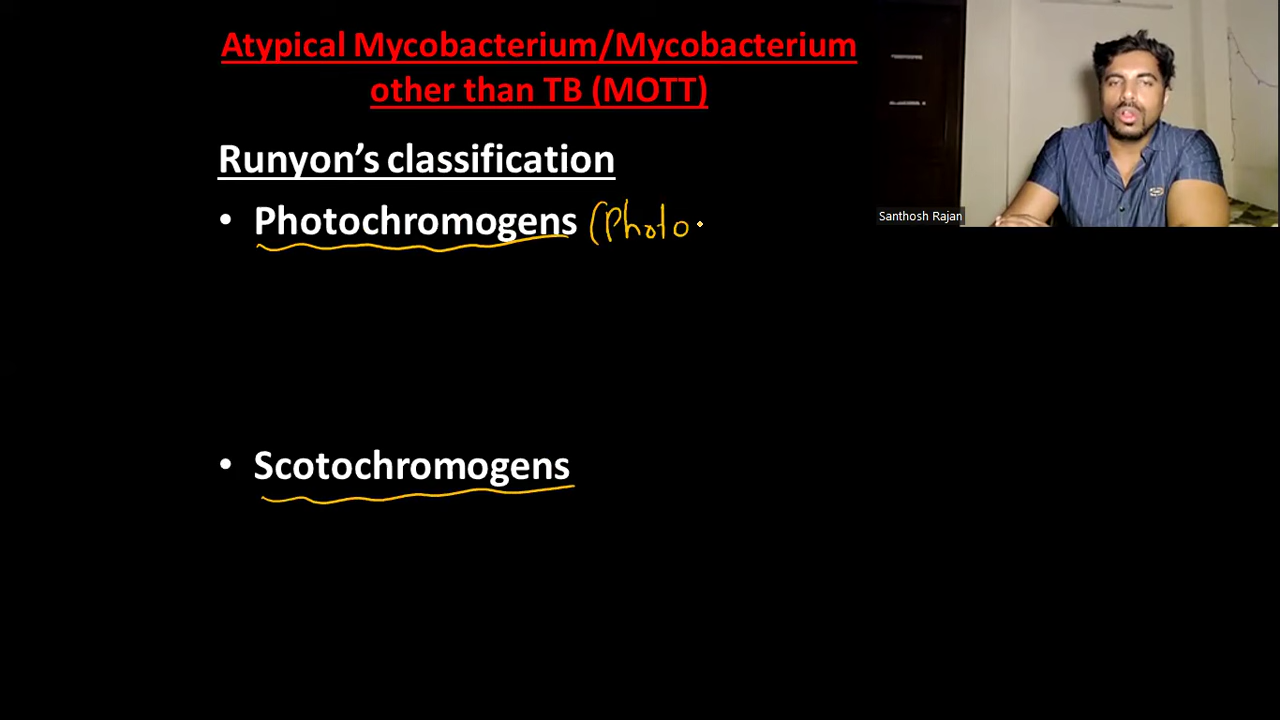 Atypical Mycobacterium/Mycobacterium
other than TB (MOTT)
Runyon’s classification
• Photochromogens (Photo
Santhosh Rajan
• Scotochromogens